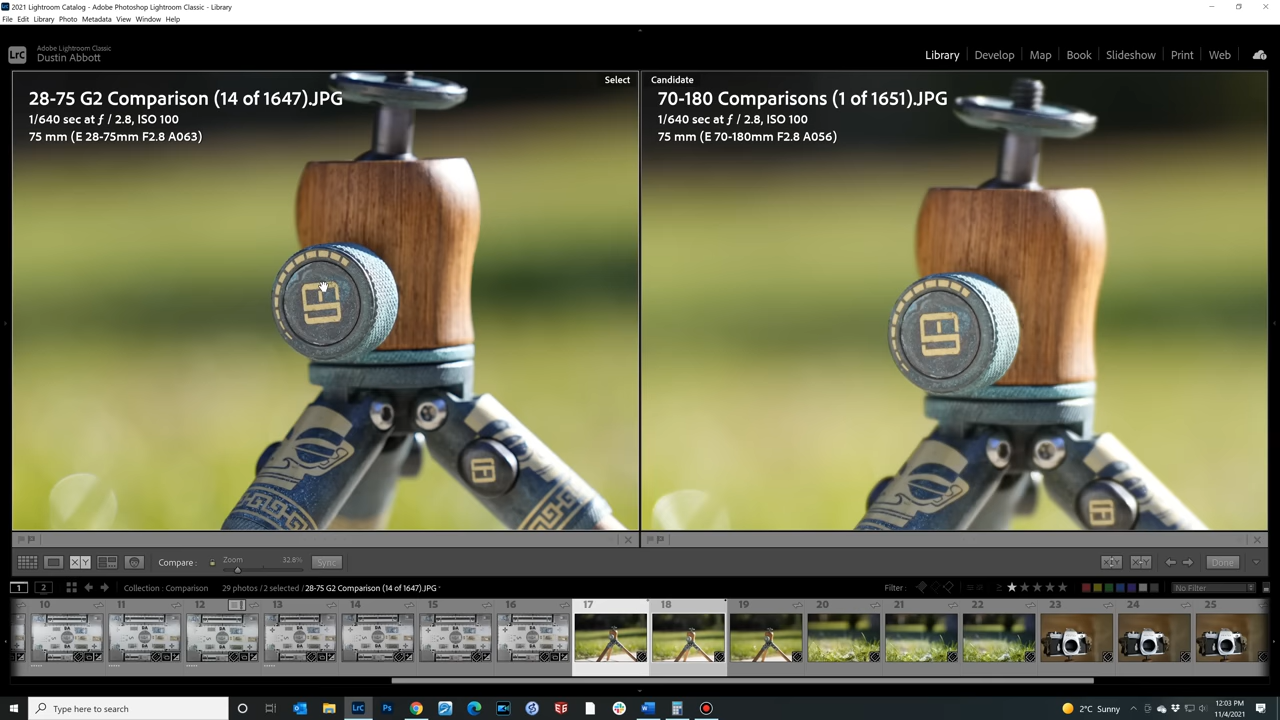 2021 Lightroom Catalog - Adobe Photoshop Lightroom Classic - Library
File Edit Library Photo Metadata View Window Help
LrC
Adobe Lightroom Classic
Dustin Abbott
Library | Develop | Map | Book | Slideshow | Print | Web
Select
28-75 G2 Comparison (14 of 1647).JPG
1/640 sec at ƒ / 2.8, ISO 100
75 mm (E 28-75mm F2.8 A063)
Candidate
70-180 Comparisons (1 of 1651).JPG
1/640 sec at ƒ / 2.8, ISO 100
75 mm (E 70-180mm F2.8 A056)
XY
Compare :
Zoom
32.8%
Sync
Done
1 2
Collection : Comparison
29 photos / 2 selected / 28-75 G2 Comparison (14 of 1647).JPG
Filter :
No Filter
10 11 12 13 14 15 16 17 18 19 20 21 22 23 24 25
Type here to search
LrC
Ps
2°C Sunny
12:03 PM
11/4/2021